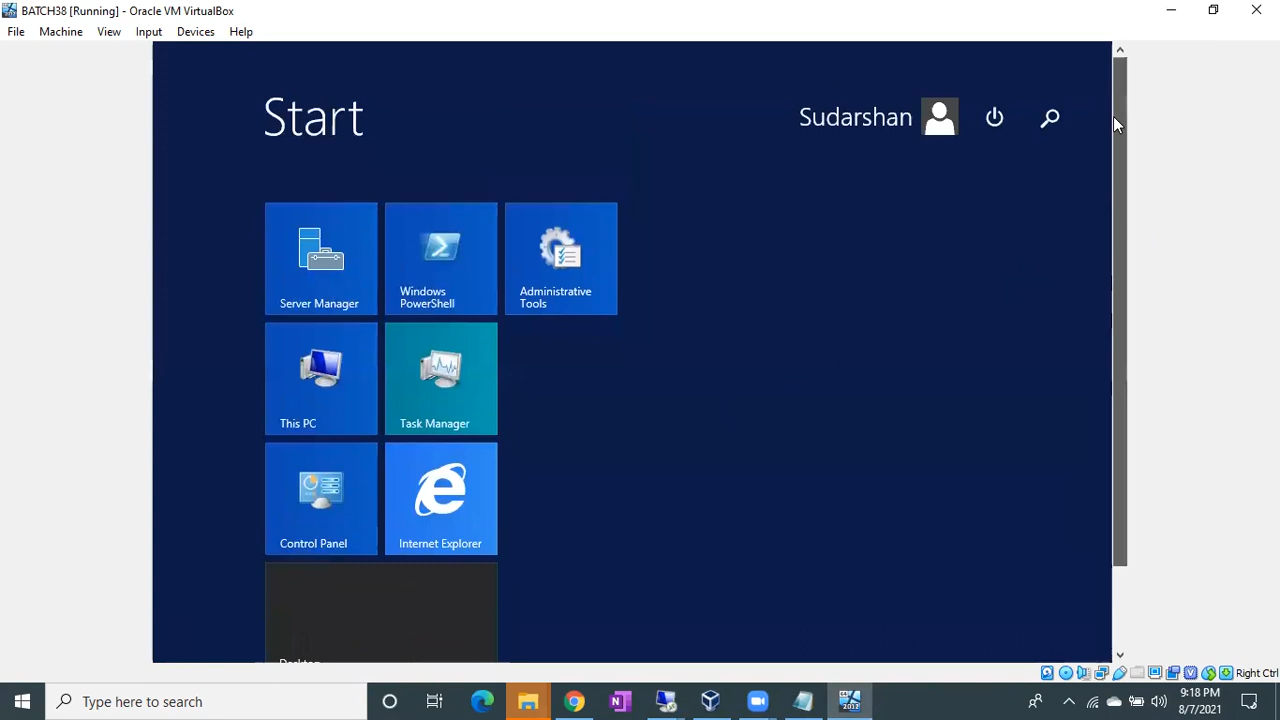 BATCH38 [Running] - Oracle VM VirtualBox
File Machine View Input Devices Help
Start
Sudarshan
Server Manager
Windows PowerShell
Administrative Tools
This PC
Task Manager
Control Panel
Internet Explorer
Desktop
Right Ctrl
2012
Type here to search
9:18 PM
8/7/2021